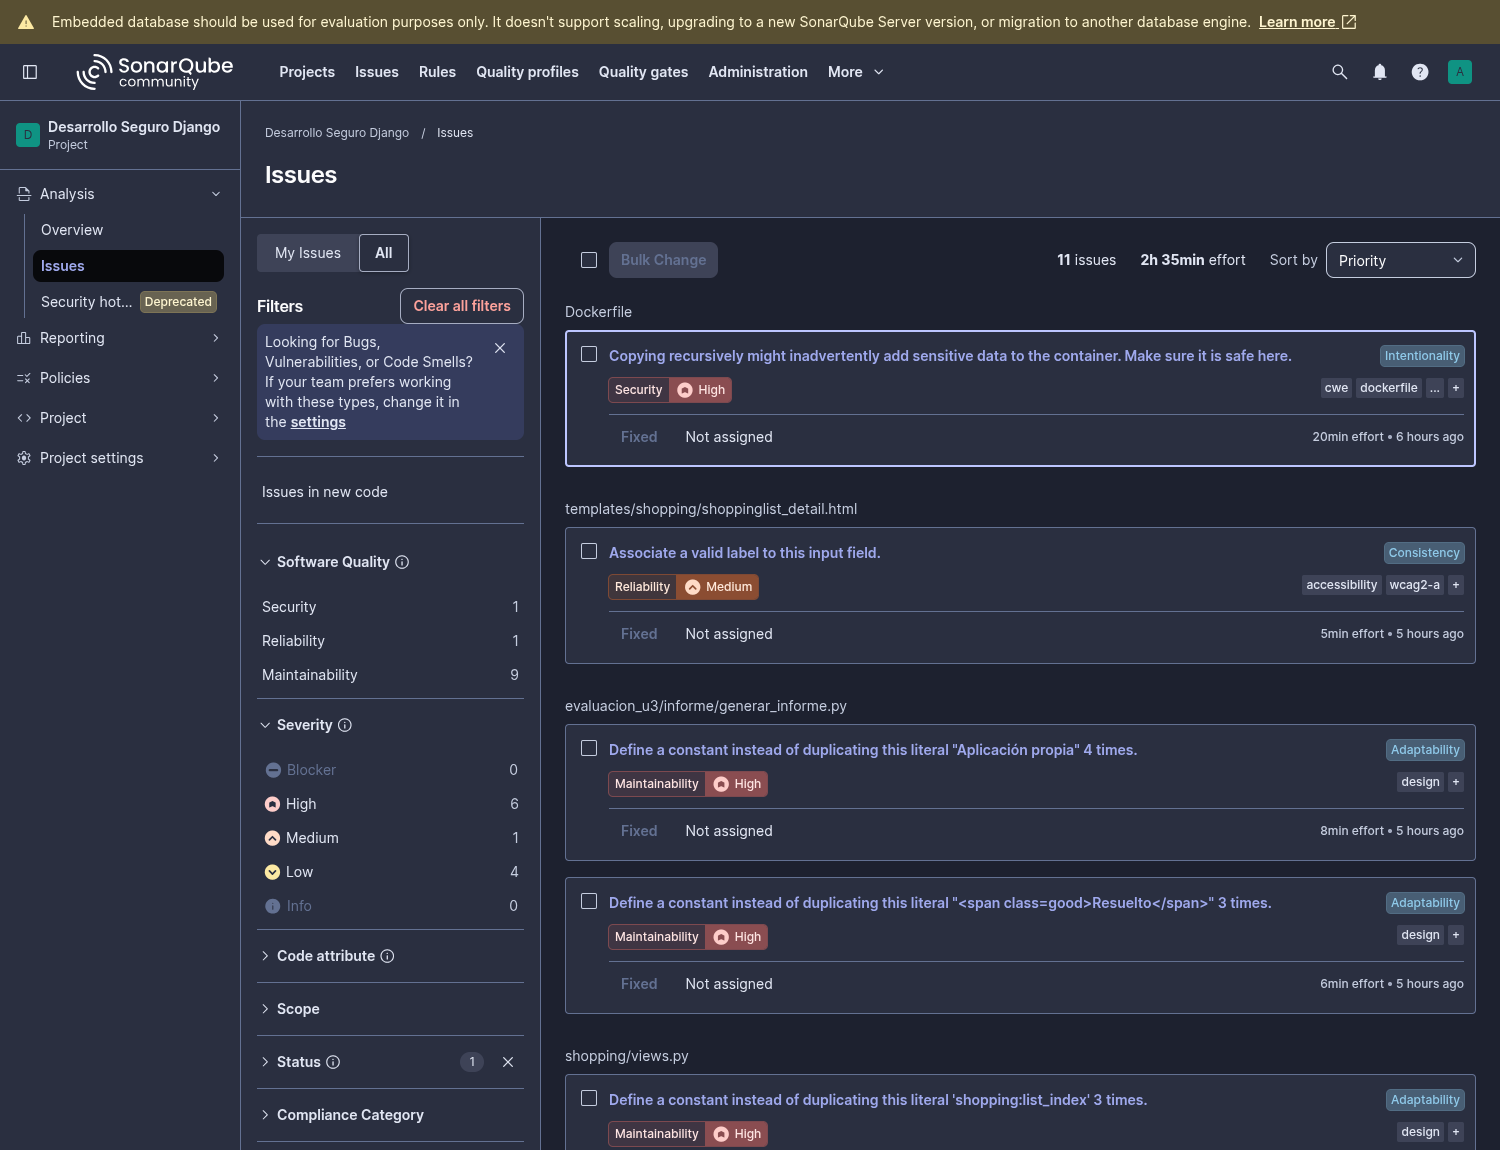 Embedded database should be used for evaluation purposes only. It doesn't support scaling, upgrading to a new SonarQube Server version, or migration to another database engine. Learn more
SonarQube community
Projects Issues Rules Quality profiles Quality gates Administration More
A
D
Desarrollo Seguro Django
Project
Analysis
Overview
Issues
Security hot... Deprecated
Reporting
Policies
Project
Project settings
Desarrollo Seguro Django / Issues
Issues
My Issues All
Filters Clear all filters
Looking for Bugs,
Vulnerabilities, or Code Smells?
If your team prefers working
with these types, change it in
the settings
Issues in new code
Software Quality
Security 1
Reliability 1
Maintainability 9
Severity
Blocker 0
High 6
Medium 1
Low 4
Info 0
Code attribute
Scope
Status 1
Compliance Category
Bulk Change 11 issues 2h 35min effort Sort by Priority
Dockerfile
Copying recursively might inadvertently add sensitive data to the container. Make sure it is safe here. Intentionality
Security High cwe dockerfile ... +
Fixed Not assigned 20min effort • 6 hours ago
templates/shopping/shoppinglist_detail.html
Associate a valid label to this input field. Consistency
Reliability Medium accessibility wcag2-a +
Fixed Not assigned 5min effort • 5 hours ago
evaluacion_u3/informe/generar_informe.py
Define a constant instead of duplicating this literal "Aplicación propia" 4 times. Adaptability
Maintainability High design +
Fixed Not assigned 8min effort • 5 hours ago
Define a constant instead of duplicating this literal "<span class=good>Resuelto</span>" 3 times. Adaptability
Maintainability High design +
Fixed Not assigned 6min effort • 5 hours ago
shopping/views.py
Define a constant instead of duplicating this literal 'shopping:list_index' 3 times. Adaptability
Maintainability High design +